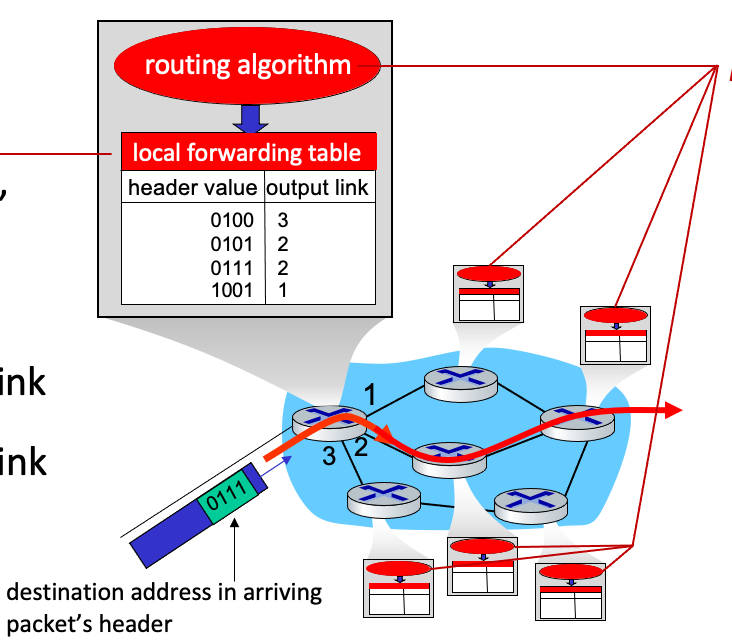 routing algorithm
local forwarding table
header value output link
0100 3
0101 2
0111 2
1001 1
,
ink
ink
1
2
3
0111
destination address in arriving
packet's header